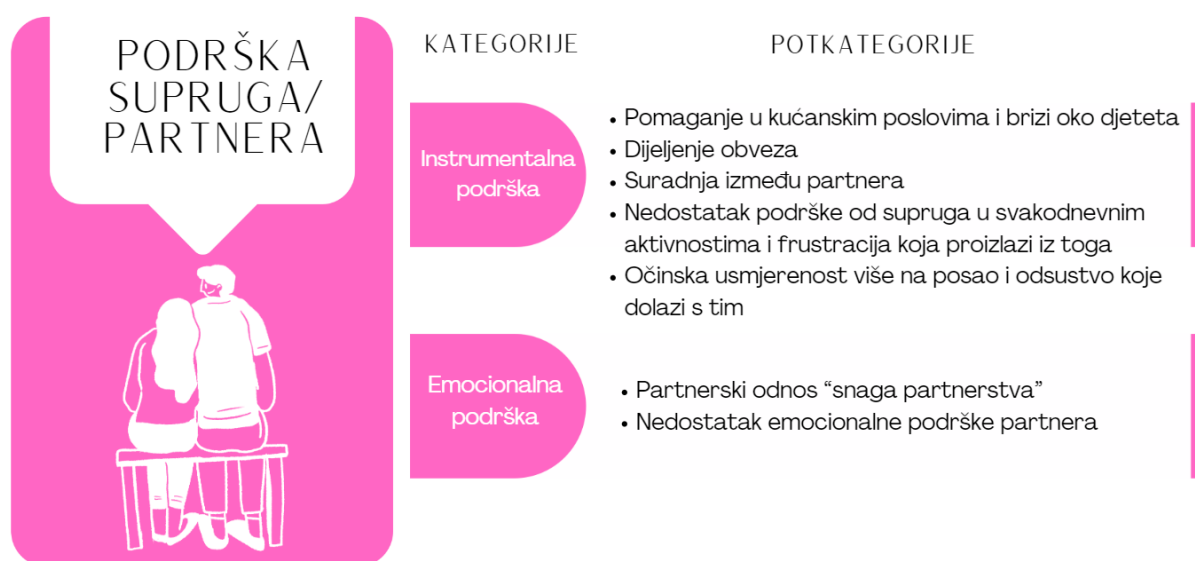 PODRŠKA
SUPRUGA/
PARTNERA
KATEGORIJE
POTKATEGORIJE
Instrumentalna
podrška
• Pomaganje u kućanskim poslovima i brizi oko djeteta
• Dijeljenje obveza
• Suradnja između partnera
• Nedostatak podrške od supruga u svakodnevnim
aktivnostima i frustracija koja proizlazi iz toga
• Očinska usmjerenost više na posao i odsustvo koje
dolazi s tim
Emocionalna
podrška
• Partnerski odnos “snaga partnerstva”
• Nedostatak emocionalne podrške partnera